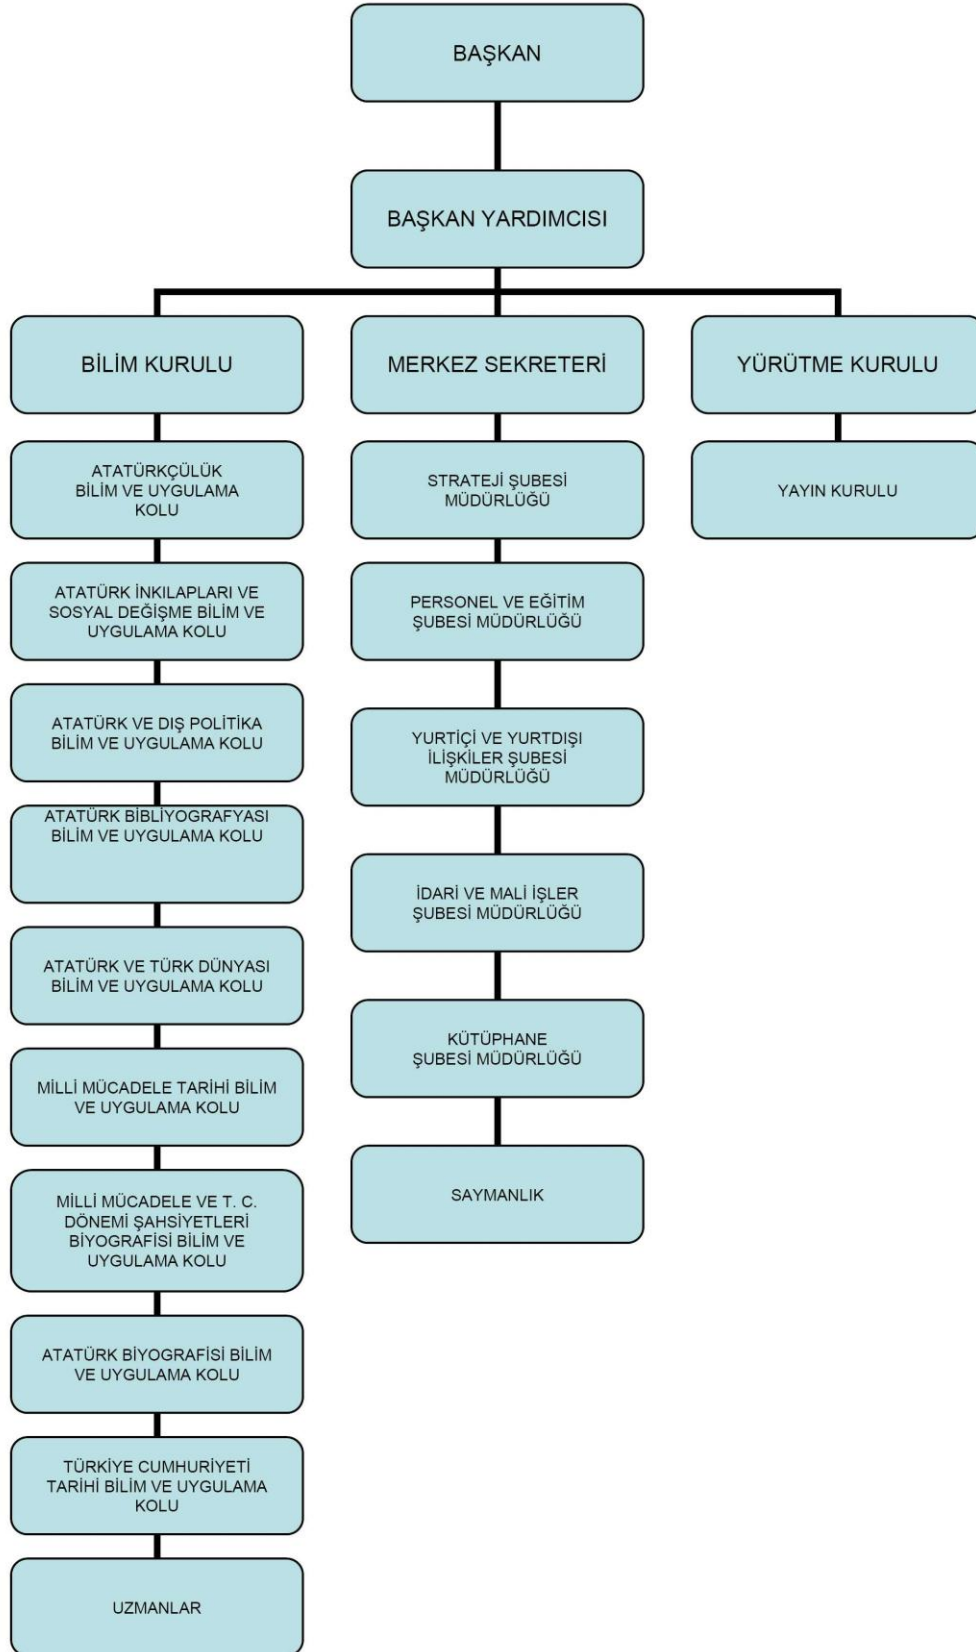 BAŞKAN
BAŞKAN YARDIMCISI
BİLİM KURULU
MERKEZ SEKRETERİ
YÜRÜTME KURULU
ATATÜRKÇÜLÜK
BİLİM VE UYGULAMA
KOLU
ATATÜRK İNKILAPLARI VE
SOSYAL DEĞİŞME BİLİM VE
UYGULAMA KOLU
ATATÜRK VE DIŞ POLİTİKA
BİLİM VE UYGULAMA KOLU
ATATÜRK BİBLİYOGRAFYASI
BİLİM VE UYGULAMA KOLU
ATATÜRK VE TÜRK DÜNYASI
BİLİM VE UYGULAMA KOLU
MİLLİ MÜCADELE TARİHİ BİLİM
VE UYGULAMA KOLU
MİLLİ MÜCADELE VE T. C.
DÖNEMİ ŞAHSİYETLERİ
BİYOGRAFİSİ BİLİM VE
UYGULAMA KOLU
ATATÜRK BİYOGRAFİSİ BİLİM
VE UYGULAMA KOLU
TÜRKİYE CUMHURİYETİ
TARİHİ BİLİM VE UYGULAMA
KOLU
UZMANLAR
STRATEJİ ŞUBESİ
MÜDÜRLÜĞÜ
PERSONEL VE EĞİTİM
ŞUBESİ MÜDÜRLÜĞÜ
YURTİÇİ VE YURTDIŞI
İLİŞKİLER ŞUBESİ
MÜDÜRLÜĞÜ
İDARİ VE MALİ İŞLER
ŞUBESİ MÜDÜRLÜĞÜ
KÜTÜPHANE
ŞUBESİ MÜDÜRLÜĞÜ
SAYMANLIK
YAYIN KURULU